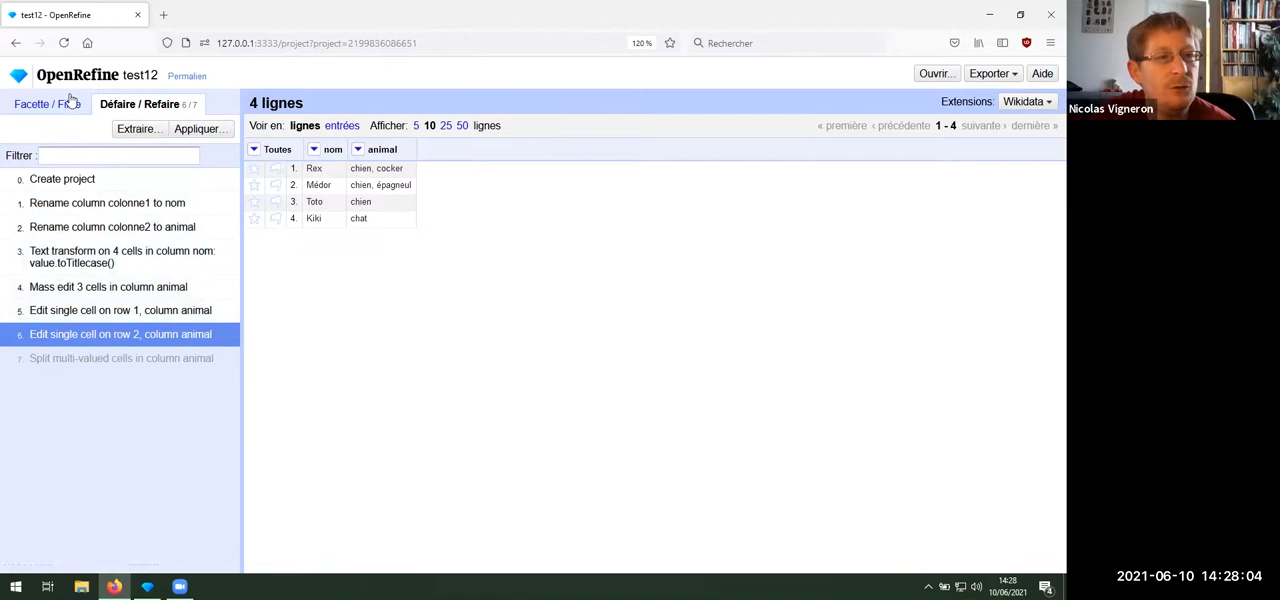 test12 - OpenRefine
127.0.0.1:3333/project?project=2199836086651
120 %
Rechercher
OpenRefine test12 Permalien
Ouvrir... Exporter Aide
Nicolas Vigneron
Facette /
Défaire / Refaire 6 / 7
4 lignes
Extensions: Wikidata
Extraire... Appliquer...
Voir en: lignes entrées Afficher: 5 10 25 50 lignes
« première ‹ précédente 1 - 4 suivante › dernière »
Filtrer :
Toutes nom animal
1. Rex chien, cocker
2. Médor chien, épagneul
3. Toto chien
4. Kiki chat
0. Create project
1. Rename column colonne1 to nom
2. Rename column colonne2 to animal
3. Text transform on 4 cells in column nom:
value.toTitlecase()
4. Mass edit 3 cells in column animal
5. Edit single cell on row 1, column animal
6. Edit single cell on row 2, column animal
7. Split multi-valued cells in column animal
14:28
10/06/2021
4
2021-06-10 14:28:04